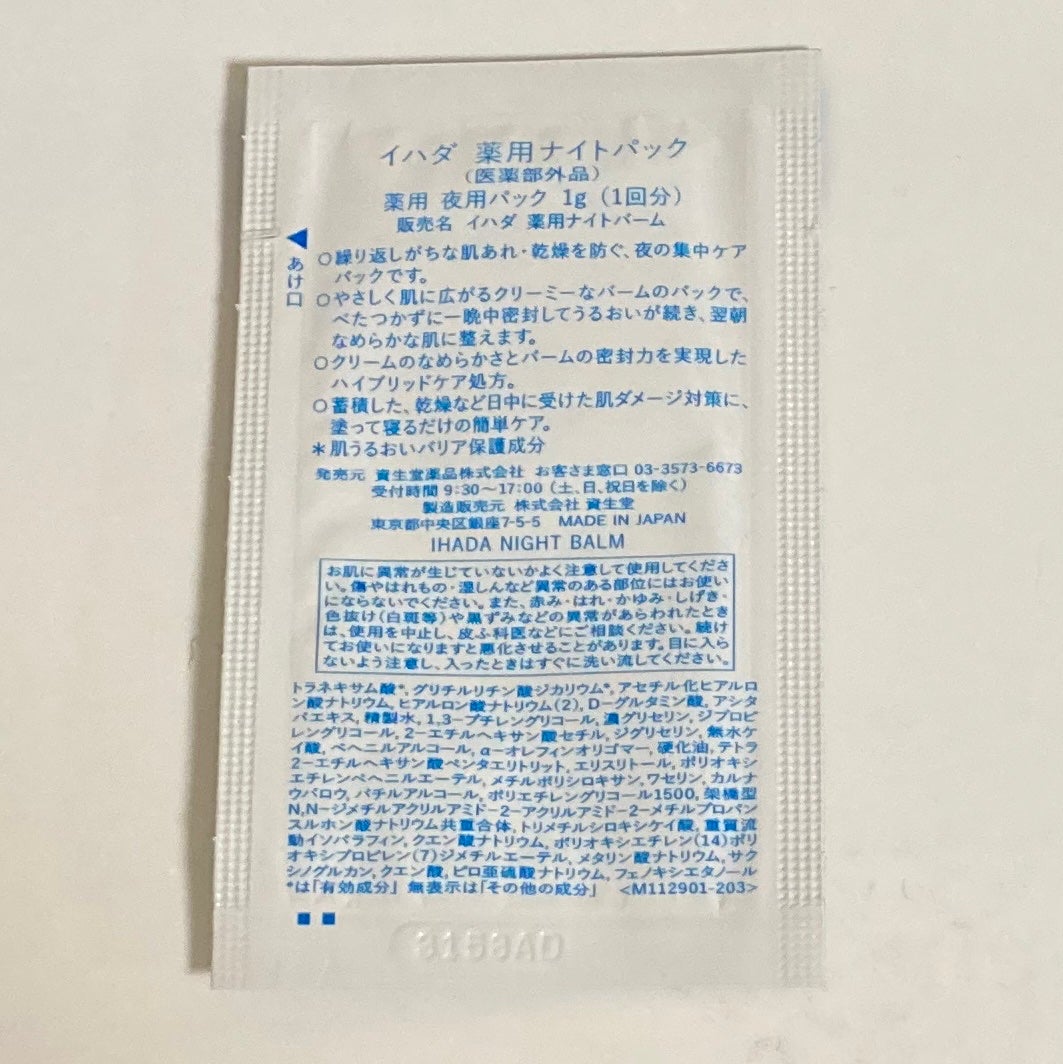 イハダ 薬用ナイトパック
(医薬部外品)
薬用 夜用パック 1g (1回分)
販売名 イハダ 薬用ナイトバーム
◀あけ口
○繰り返しがちな肌あれ・乾燥を防ぐ、夜の集中ケア
パックです。
○やさしく肌に広がるクリーミーなバームのパックで、
べたつかずに一晩中密封してうるおいが続き、翌朝
なめらかな肌に整えます。
○クリームのなめらかさとバームの密封力を実現した
ハイブリッドケア処方。
○蓄積した、乾燥など日中に受けた肌ダメージ対策に、
塗って寝るだけの簡単ケア。
*肌うるおいバリア保護成分
発売元 資生堂薬品株式会社 お客さま窓口 03-3573-6673
受付時間 9:30〜17:00 (土、日、祝日を除く)
製造販売元 株式会社 資生堂
東京都中央区銀座7-5-5 MADE IN JAPAN
IHADA NIGHT BALM
お肌に異常が生じていないかよく注意して使用してくださ
い。傷やはれもの・湿しんなど異常のある部位にはお使い
にならないでください。また、赤み・はれ・かゆみ・しげき・
色抜け(白斑等)や黒ずみなどの異常があらわれたとき
は、使用を中止し、皮ふ科医などにご相談ください。続け
てお使いになりますと悪化させることがあります。目に入ら
ないよう注意し、入ったときはすぐに洗い流してください。
トラネキサム酸*, グリチルリチン酸ジカリウム*, アセチル化ヒアルロ
ン酸ナトリウム, ヒアルロン酸ナトリウム(2), D-グルタミン酸, アシタ
バエキス, 精製水, 1,3-ブチレングリコール, 濃グリセリン, ジプロピ
レングリコール, 2-エチルヘキサン酸セチル, ジグリセリン, 無水ケ
イ酸, ベヘニルアルコール, α-オレフィンオリゴマー, 硬化油, テトラ
2-エチルヘキサン酸ペンタエリトリット, エリスリトール, ポリオキシ
エチレンベヘニルエーテル, メチルポリシロキサン, ワセリン, カルナ
ウバロウ, バチルアルコール, ポリエチレングリコール1500, 架橋型
N,N-ジメチルアクリルアミド-2-アクリルアミド-2-メチルプロパン
スルホン酸ナトリウム共重合体, トリメチルシロキシケイ酸, 重質流
動イソパラフィン, クエン酸ナトリウム, ポリオキシエチレン(14)ポリ
オキシプロピレン(7)ジメチルエーテル, メタリン酸ナトリウム, サク
シノグルカン, クエン酸, ピロ亜硫酸ナトリウム, フェノキシエタノール
*は「有効成分」 無表示は「その他の成分」 <M112901-203>